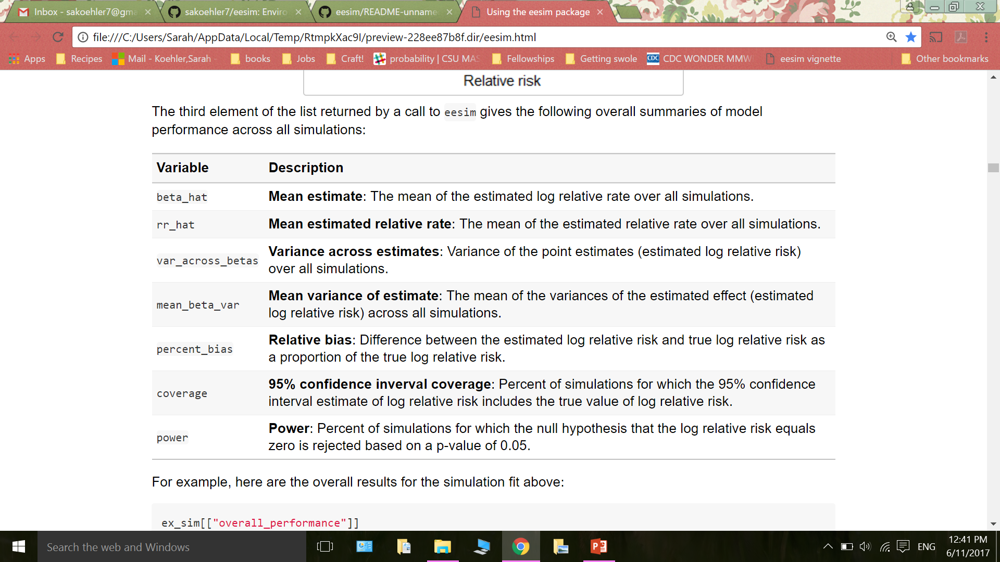 Inbox - sakoehler7@gma
sakoehler7/eesim: Enviro
eesim/README-unname
Using the eesim package
file:///C:/Users/Sarah/AppData/Local/Temp/RtmpkXac9I/preview-228ee87b8f.dir/eesim.html
Apps Recipes Mail - Koehler,Sarah - books Jobs Craft! probability | CSU MAS Fellowships Getting swole CDC CDC WONDER MMW eesim vignette Other bookmarks
Relative risk
The third element of the list returned by a call to eesim gives the following overall summaries of model
performance across all simulations:
Variable Description
beta_hat Mean estimate: The mean of the estimated log relative rate over all simulations.
rr_hat Mean estimated relative rate: The mean of the estimated relative rate over all simulations.
var_across_betas Variance across estimates: Variance of the point estimates (estimated log relative risk)
over all simulations.
mean_beta_var Mean variance of estimate: The mean of the variances of the estimated effect (estimated
log relative risk) across all simulations.
percent_bias Relative bias: Difference between the estimated log relative risk and true log relative risk as
a proportion of the true log relative risk.
coverage 95% confidence inverval coverage: Percent of simulations for which the 95% confidence
interval estimate of log relative risk includes the true value of log relative risk.
power Power: Percent of simulations for which the null hypothesis that the log relative risk equals
zero is rejected based on a p-value of 0.05.
For example, here are the overall results for the simulation fit above:
ex_sim[["overall_performance"]]
Search the web and Windows
ENG
12:41 PM
6/11/2017